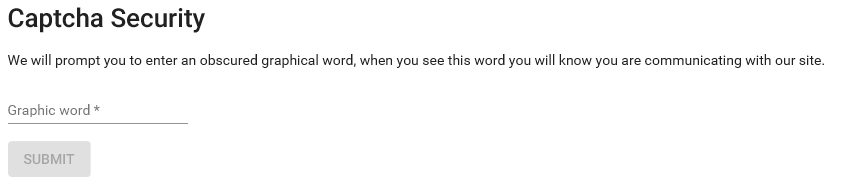 Captcha Security
We will prompt you to enter an obscured graphical word, when you see this word you will know you are communicating with our site.
Graphic word *
SUBMIT